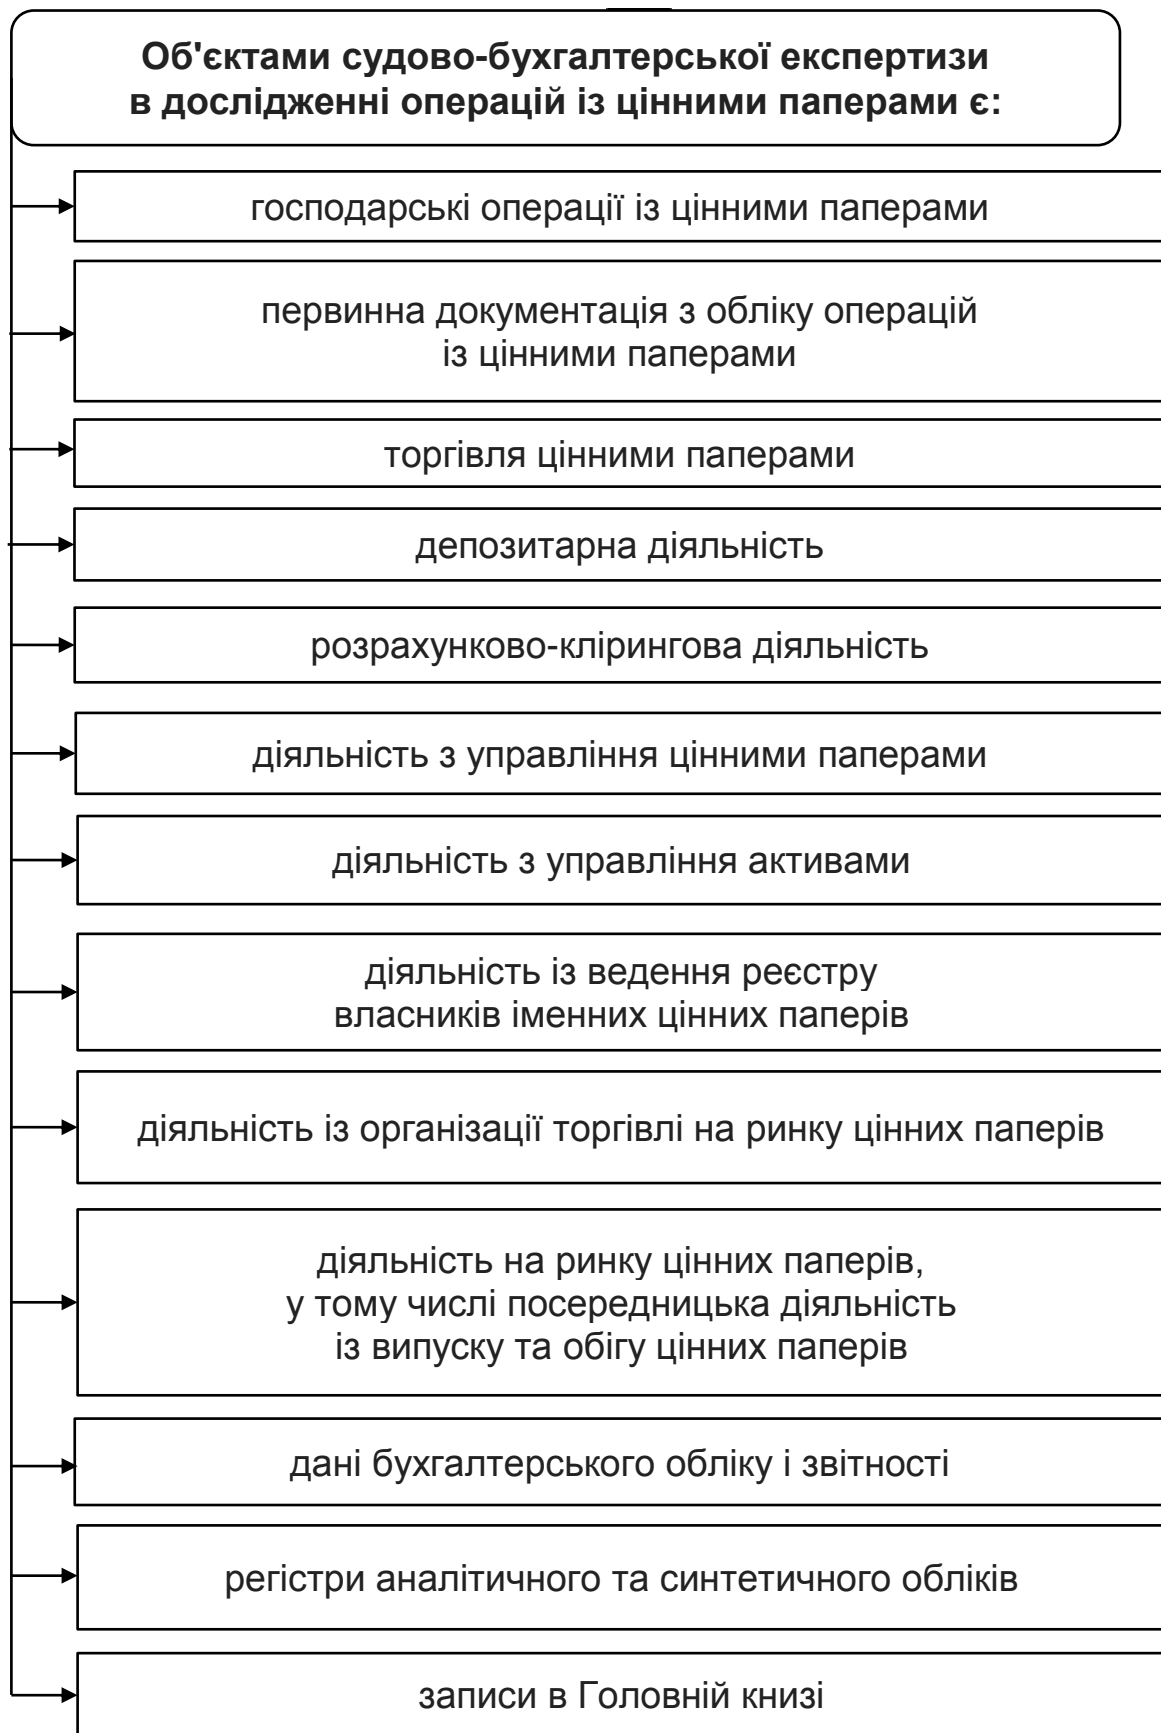 Об'єктами судово-бухгалтерської експертизи
в дослідженні операцій із цінними паперами є:
господарські операції із цінними паперами
первинна документація з обліку операцій
із цінними паперами
торгівля цінними паперами
депозитарна діяльність
розрахунково-клірингова діяльність
діяльність з управління цінними паперами
діяльність з управління активами
діяльність із ведення реєстру
власників іменних цінних паперів
діяльність із організації торгівлі на ринку цінних паперів
діяльність на ринку цінних паперів,
у тому числі посередницька діяльність
із випуску та обігу цінних паперів
дані бухгалтерського обліку і звітності
регістри аналітичного та синтетичного обліків
записи в Головній книзі